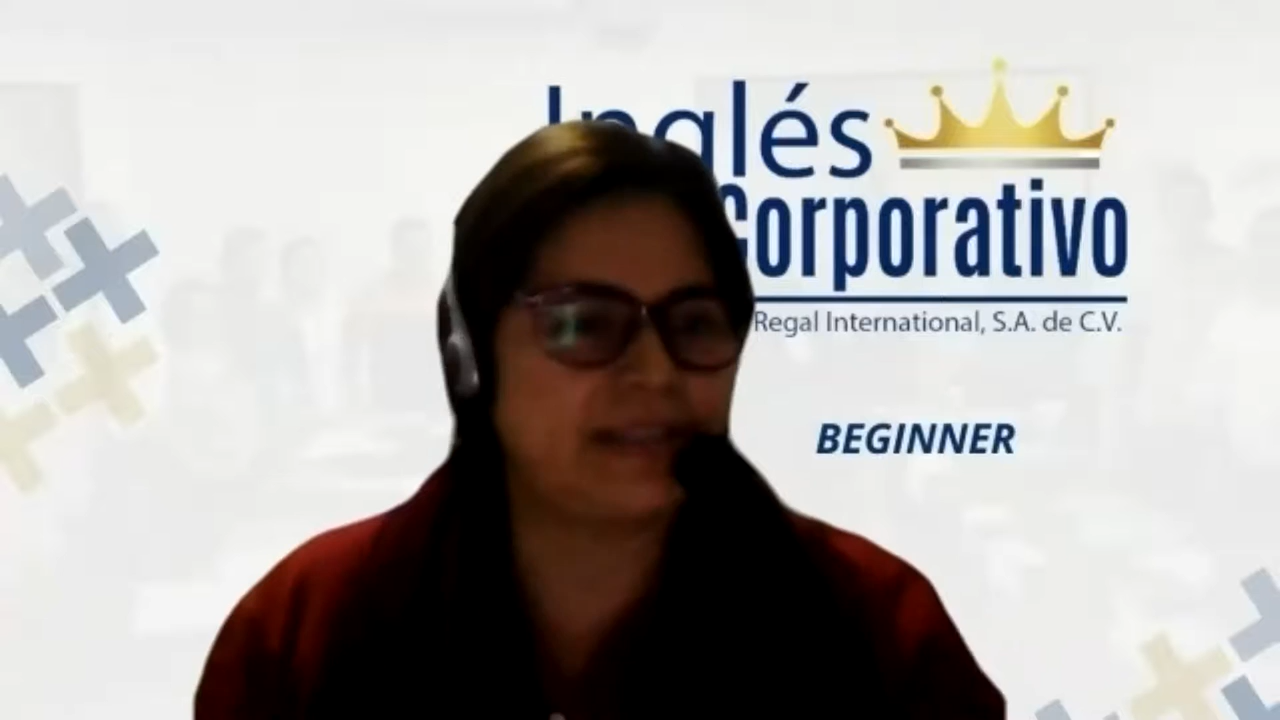 Inglés
Corporativo
Regal International, S.A. de C.V.
BEGINNER